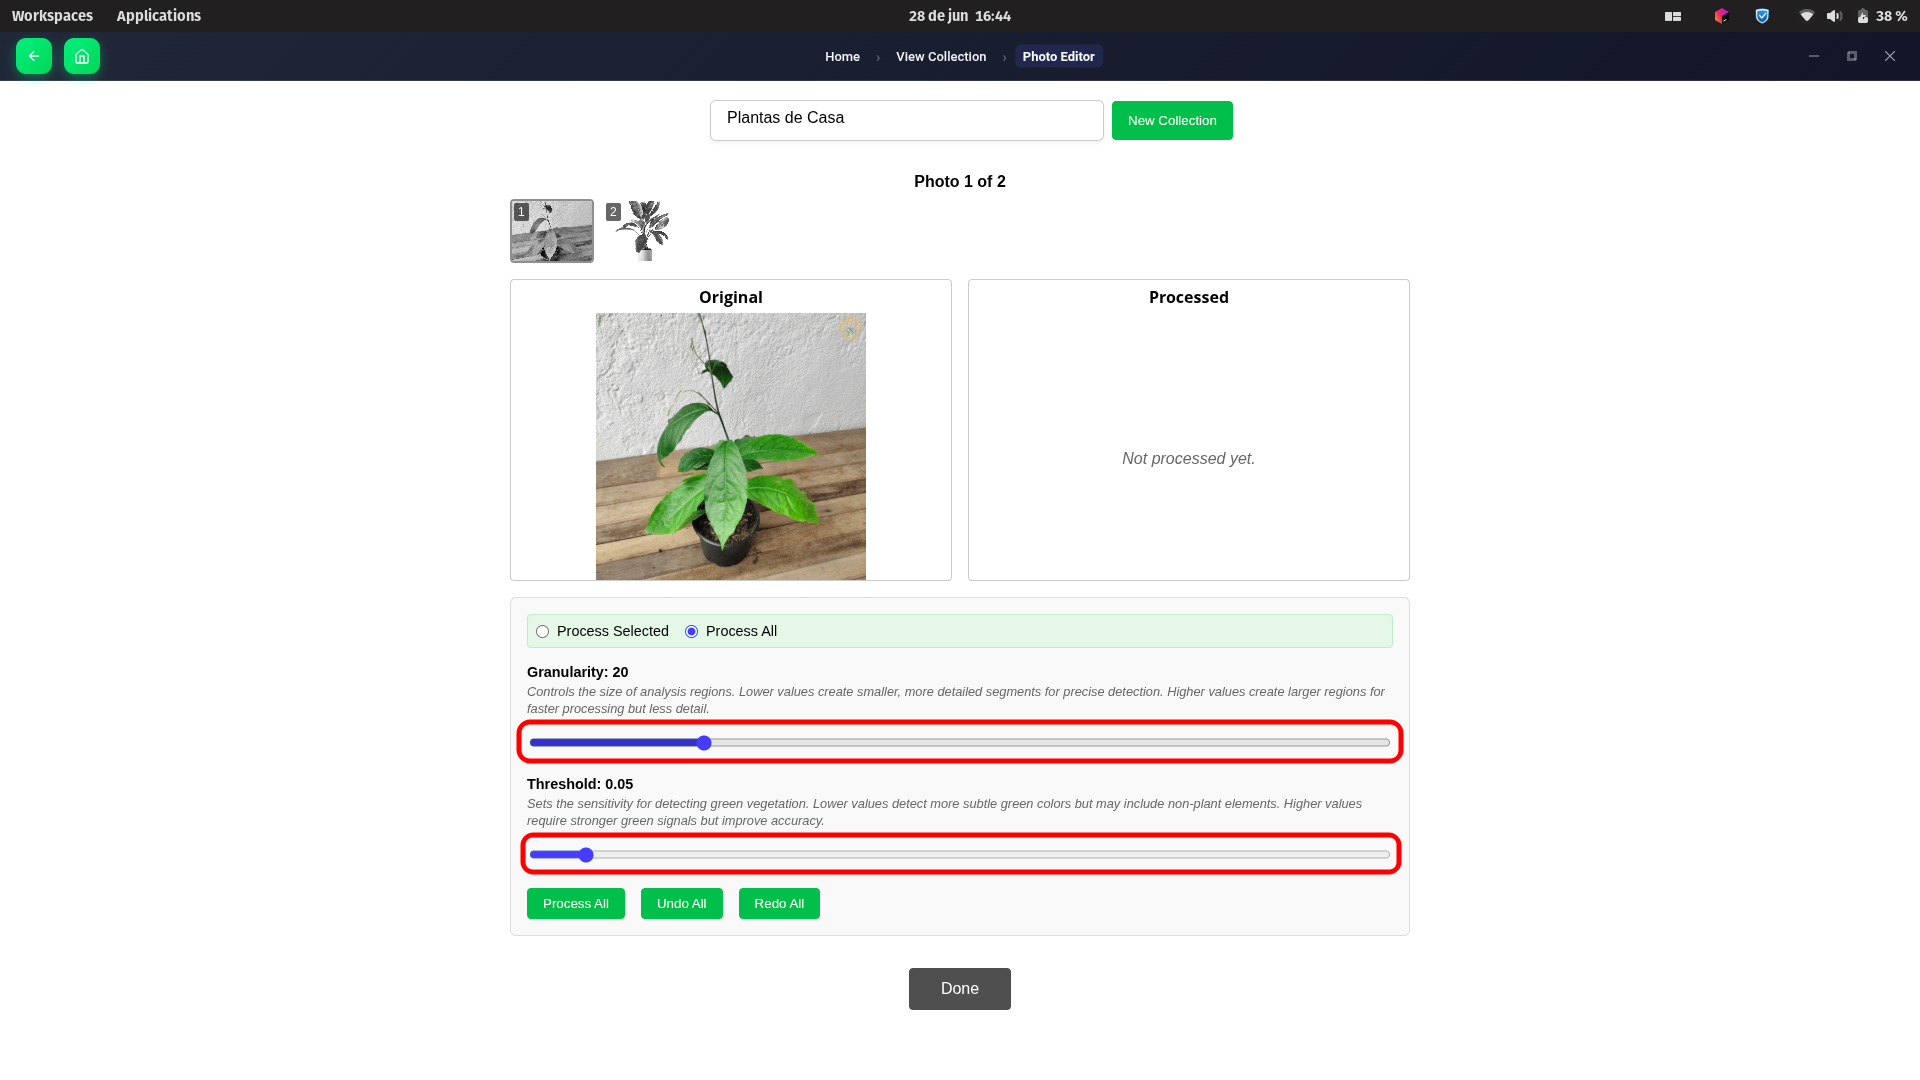 Workspaces Applications 28 de jun 16:44 38 %
Home › View Collection › Photo Editor
Plantas de Casa New Collection
Photo 1 of 2
1 2
Original Processed
Not processed yet.
Process Selected Process All
Granularity: 20
Controls the size of analysis regions. Lower values create smaller, more detailed segments for precise detection. Higher values create larger regions for
faster processing but less detail.
Threshold: 0.05
Sets the sensitivity for detecting green vegetation. Lower values detect more subtle green colors but may include non-plant elements. Higher values
require stronger green signals but improve accuracy.
Process All Undo All Redo All
Done